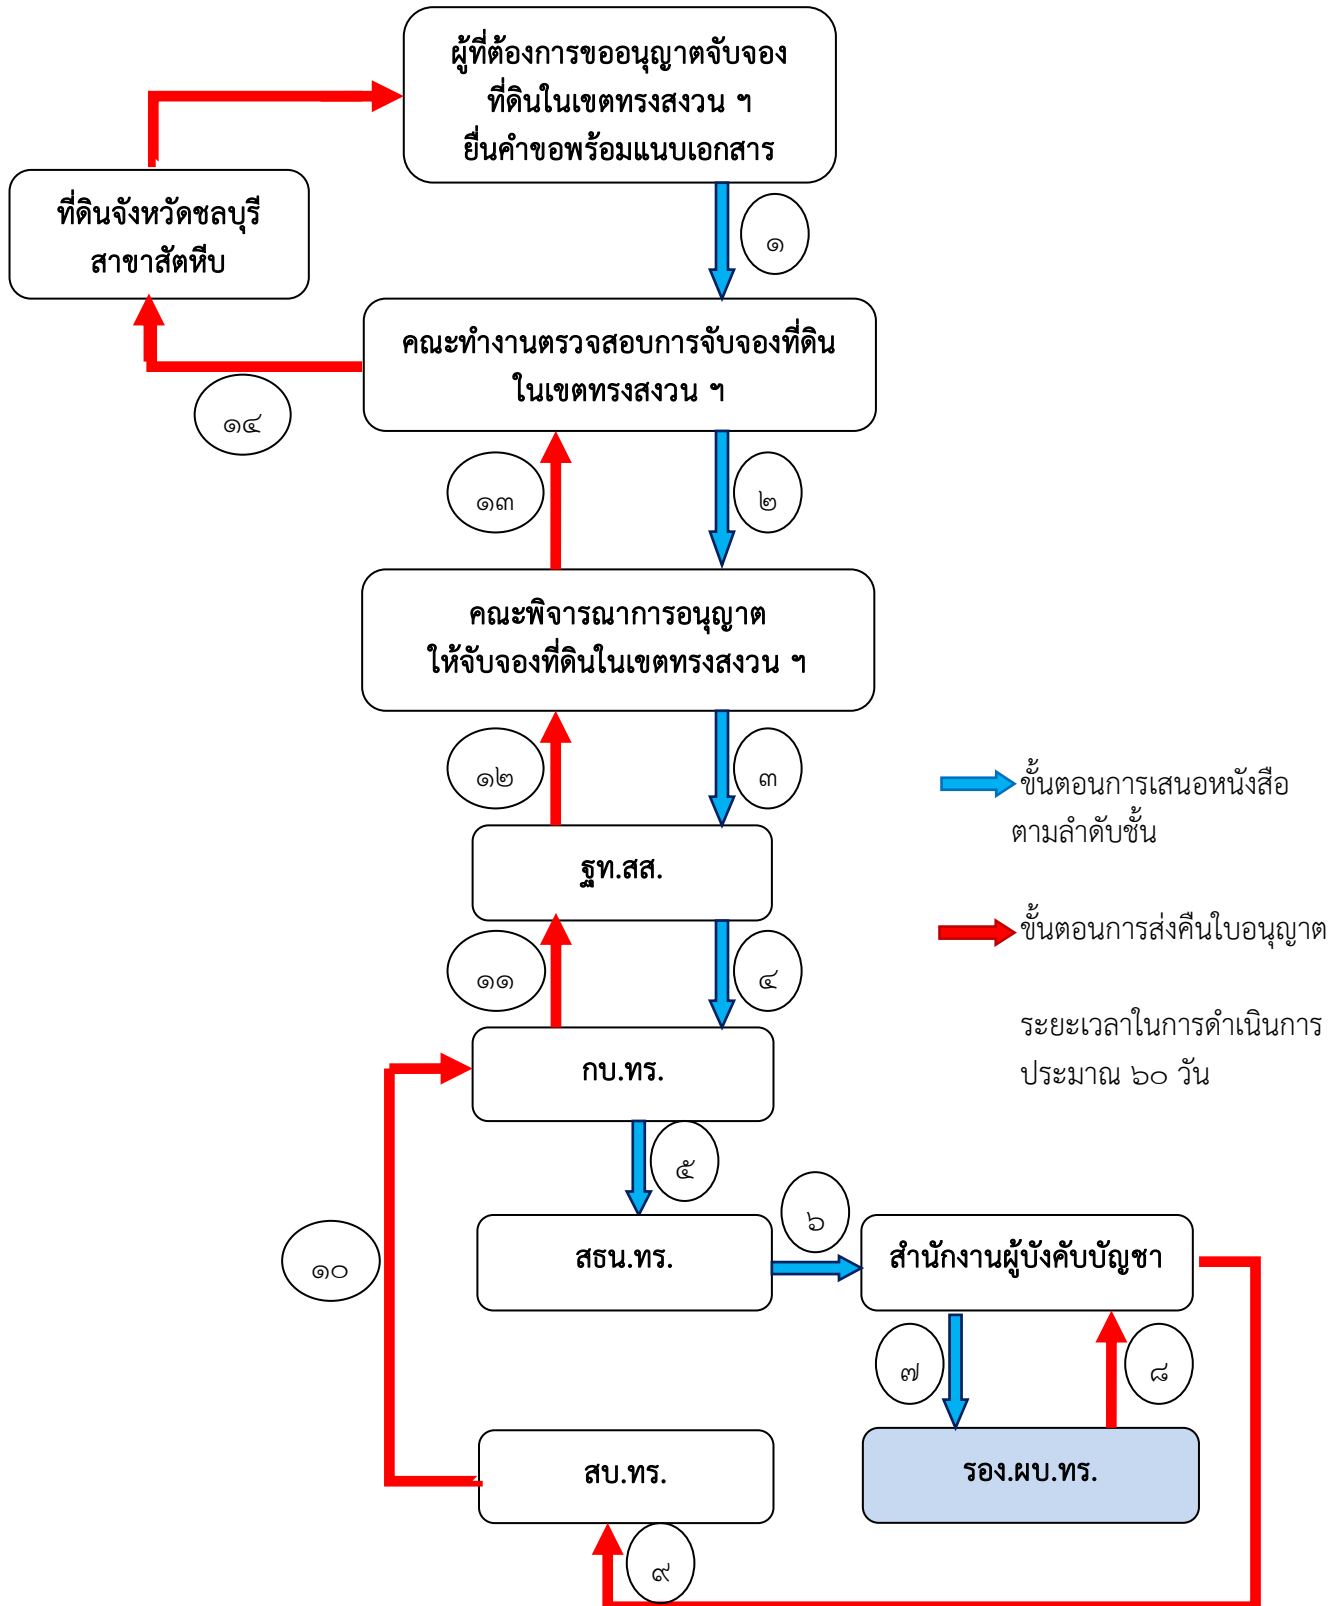 ผู้ที่ต้องการขออนุญาตจับจอง
ที่ดินในเขตทรงสงวน ฯ
ยื่นคำขอพร้อมแนบเอกสาร
ที่ดินจังหวัดชลบุรี
สาขาสัตหีบ
๑
คณะทำงานตรวจสอบการจับจองที่ดิน
ในเขตทรงสงวน ฯ
๑๔
๑๓
๒
คณะพิจารณาการอนุญาต
ให้จับจองที่ดินในเขตทรงสงวน ฯ
๑๒
๓
ขั้นตอนการเสนอหนังสือ
ตามลำดับชั้น
ฐท.สส.
ขั้นตอนการส่งคืนใบอนุญาต
๑๑
๔
ระยะเวลาในการดำเนินการ
ประมาณ ๖๐ วัน
กบ.ทร.
๕
๖
๑๐
สธน.ทร.
สำนักงานผู้บังคับบัญชา
๗
๘
สบ.ทร.
รอง.ผบ.ทร.
๙